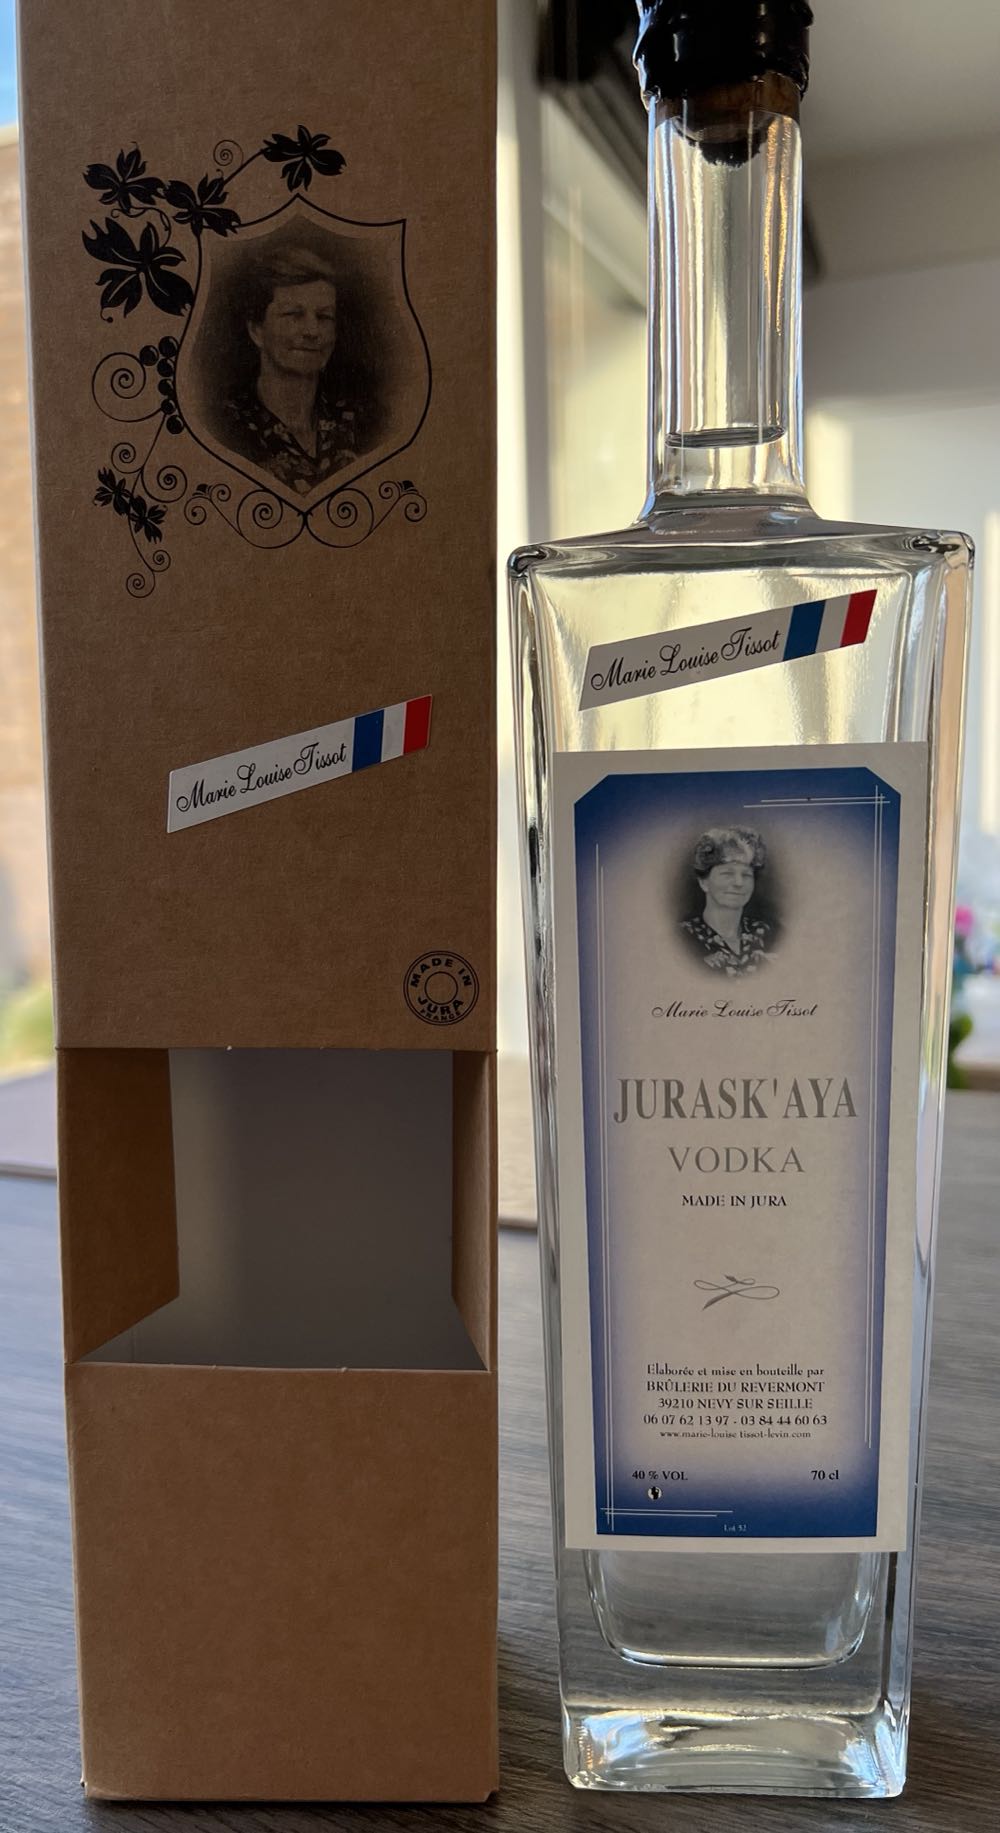 Marie Louise Tissot
MADE IN
JURA
FRANCE
Marie Louise Tissot
Marie Louise Tissot
JURASK'AYA
VODKA
MADE IN JURA
Elaborée et mise en bouteille par
BRÛLERIE DU REVERMONT
39210 NEVY SUR SEILLE
06 07 62 13 97 - 03 84 44 60 63
www.marie-louise tissot-levin.com
40 % VOL 70 cl
Lot 52